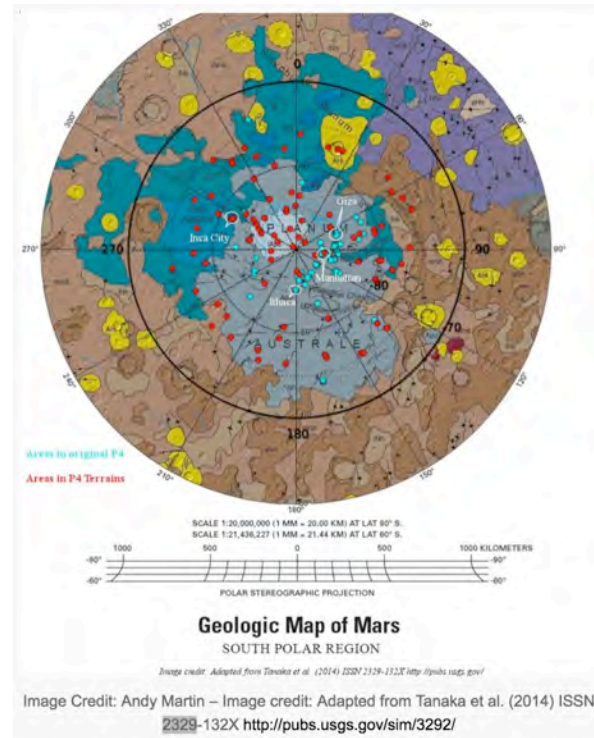 330°
0
30°
300°
60°
Giza
PLANUM
Inca City
270°
-270
-90
90°
Manhattan
-80
Ithaca
-70
AUSTRALE
240°
120°
180
Areas in original P4
Areas in P4 Terrains
210°
150°
180°
SCALE 1:20,000,000 (1 MM = 20.00 KM) AT LAT 90° S.
SCALE 1:21,436,227 (1 MM = 21.44 KM) AT LAT 60° S.
1000 500 0 500 1000 KILOMETERS
-90° -90°
-60° -60°
POLAR STEREOGRAPHIC PROJECTION
Geologic Map of Mars
SOUTH POLAR REGION
Image credit: Adapted from Tanaka et al. (2014) ISSN 2329-132X http://pubs.usgs.gov/
Image Credit: Andy Martin – Image credit: Adapted from Tanaka et al. (2014) ISSN
2329-132X http://pubs.usgs.gov/sim/3292/